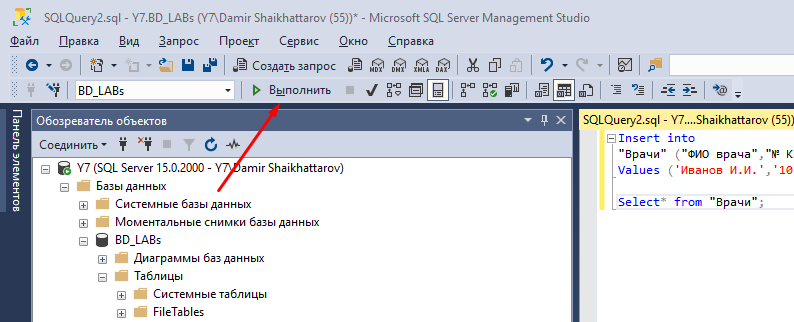 SQLQuery2.sql - Y7.BD_LABs (Y7\Damir Shaikhattarov (55))* - Microsoft SQL Server Management Studio
Файл Правка Вид Запрос Проект Сервис Окно Справка
Создать запрос MDX DMX XMLA DAX
BD_LABs Выполнить
Панель элементов
Обозреватель объектов
Соединить
Y7 (SQL Server 15.0.2000 - Y7\Damir Shaikhattarov)
Базы данных
Системные базы данных
Моментальные снимки базы данных
BD_LABs
Диаграммы баз данных
Таблицы
Системные таблицы
FileTables
SQLQuery2.sql - Y7....Shaikhattarov (55))
Insert into
"Врачи" ("ФИО врача","№ К
Values ('Иванов И.И.','10
Select* from "Врачи";